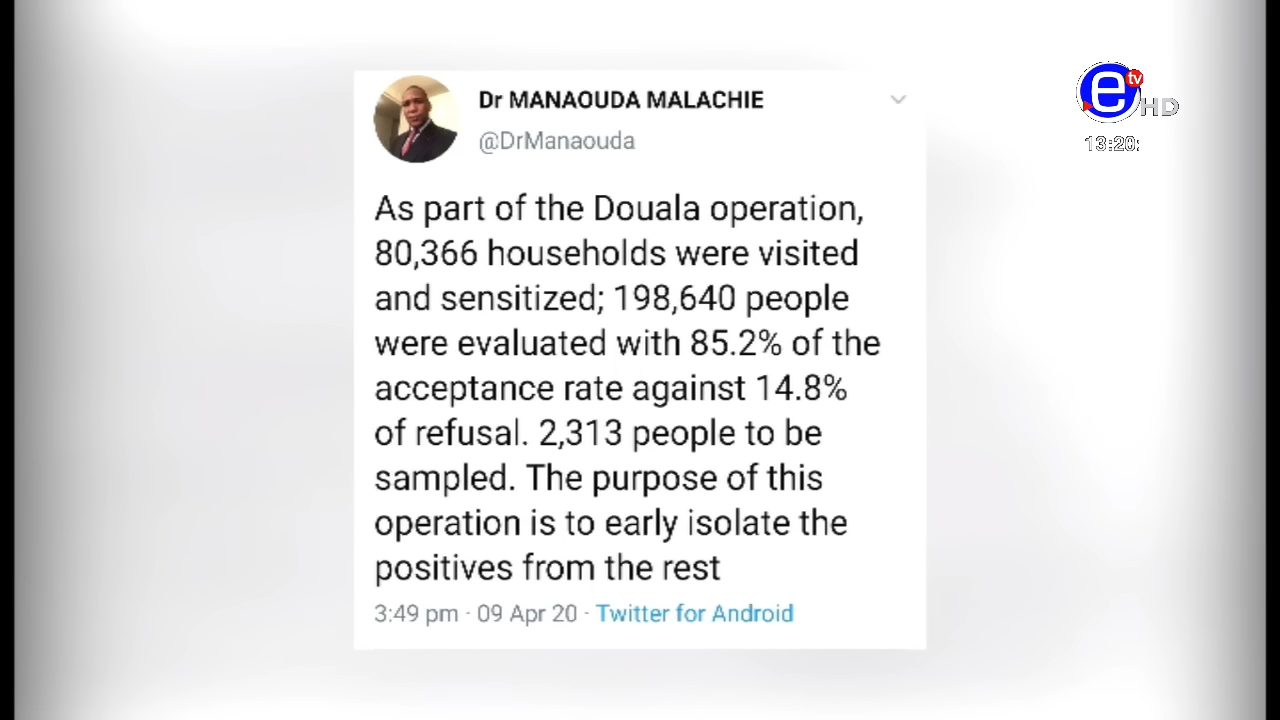 Dr MANAOUDA MALACHIE
@DrManaouda
As part of the Douala operation,
80,366 households were visited
and sensitized; 198,640 people
were evaluated with 85.2% of the
acceptance rate against 14.8%
of refusal. 2,313 people to be
sampled. The purpose of this
operation is to early isolate the
positives from the rest
3:49 pm · 09 Apr 20 · Twitter for Android
e tv HD
13:20: